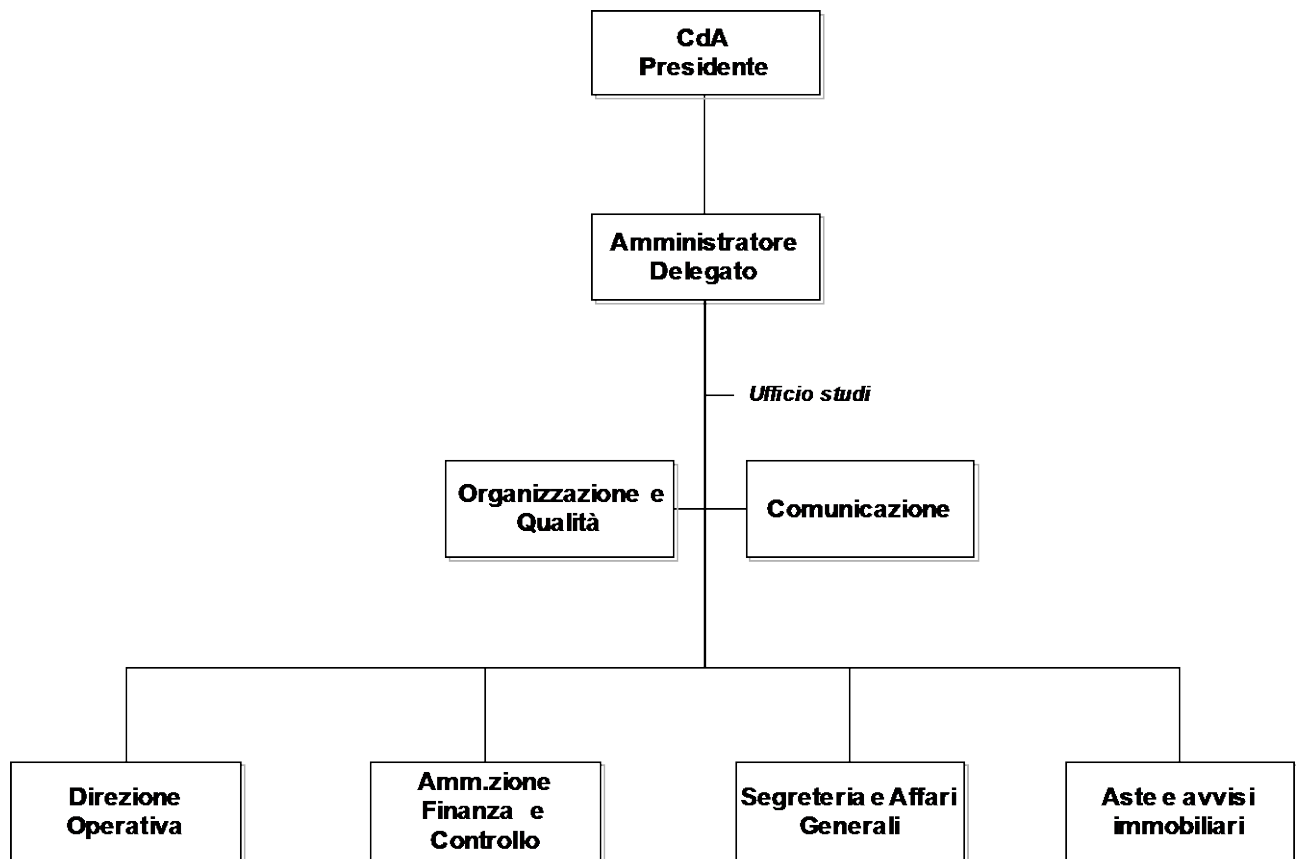 CdA
Presidente
Amministratore
Delegato
Ufficio studi
Organizzazione e
Qualità
Comunicazione
Direzione
Operativa
Amm.zione
Finanza e
Controllo
Segreteria e Affari
Generali
Aste e avvisi
immobiliari